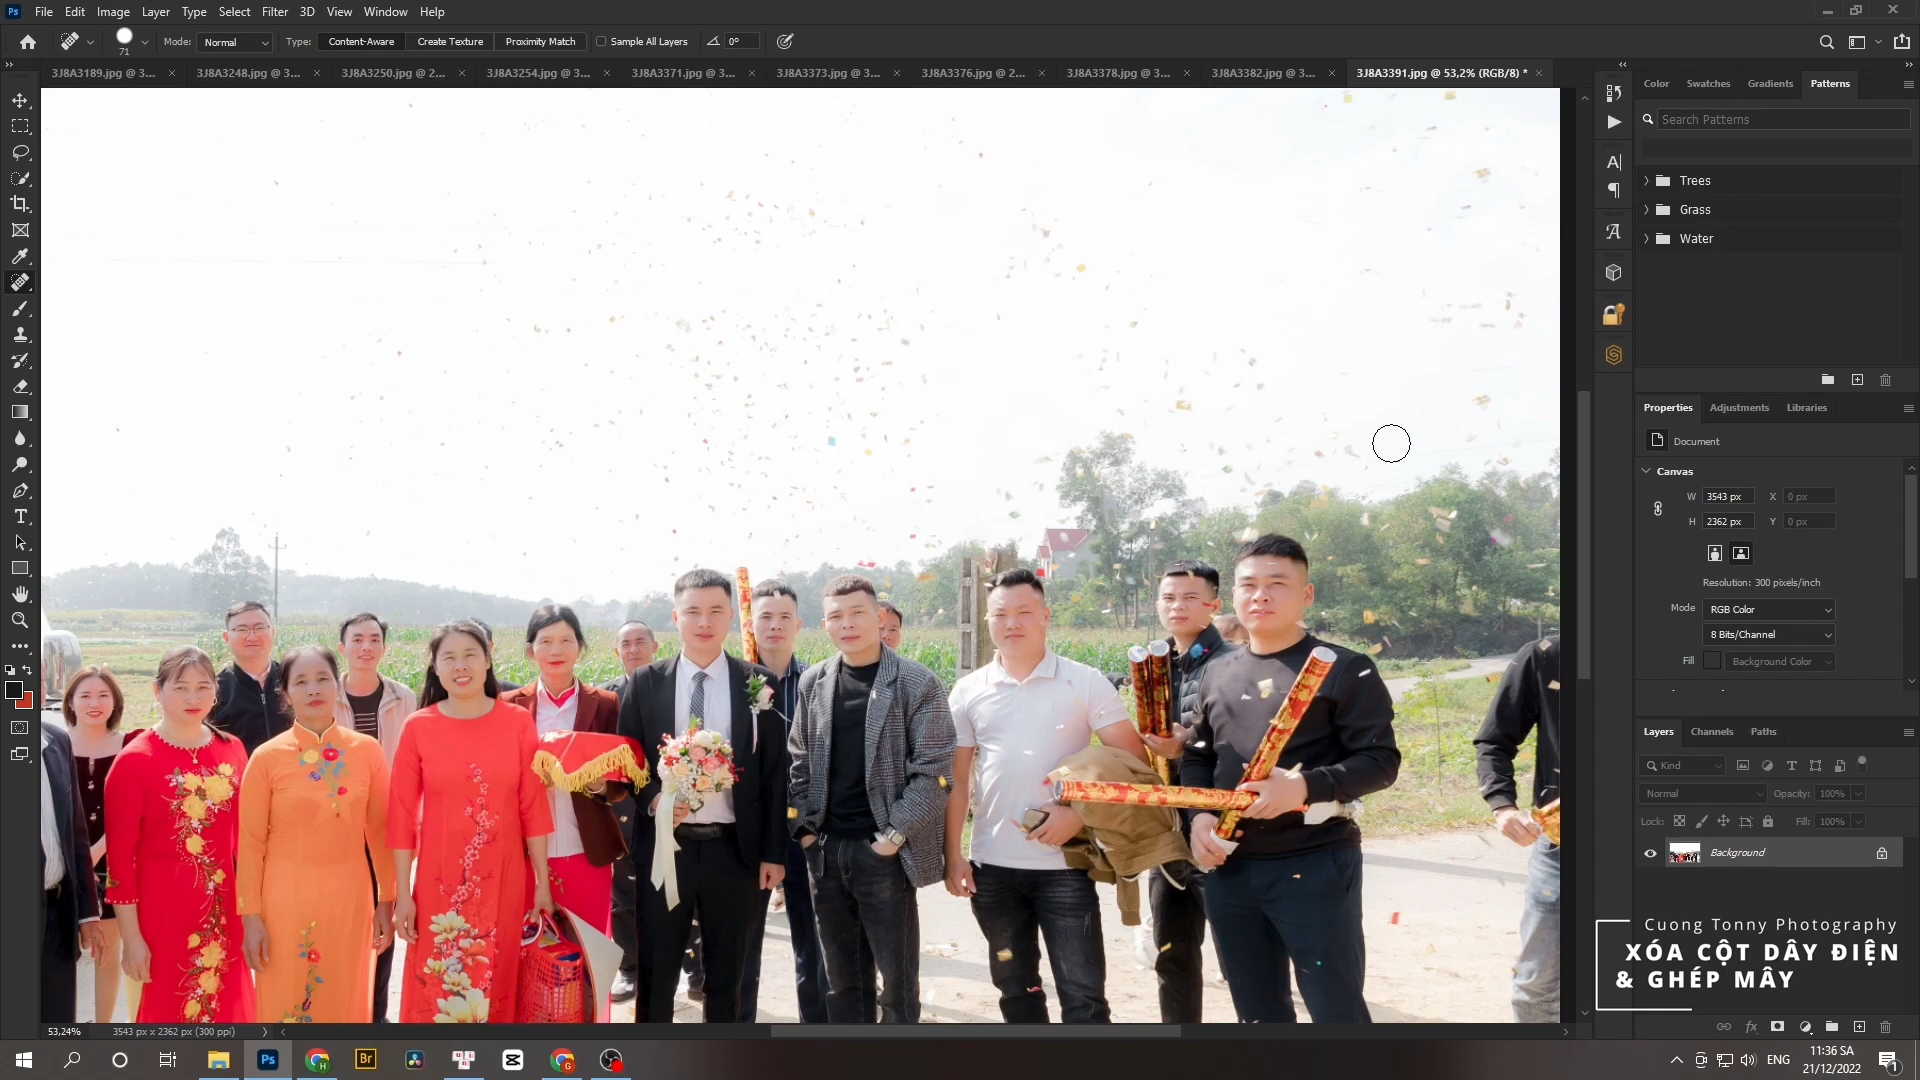 Ps File Edit Image Layer Type Select Filter 3D View Window Help
71 Mode: Normal Type: Content-Aware Create Texture Proximity Match Sample All Layers 0°
3J8A3189.jpg @ 3... × 3J8A3248.jpg @ 3... × 3J8A3250.jpg @ 2... × 3J8A3254.jpg @ 3... × 3J8A3371.jpg @ 3... × 3J8A3373.jpg @ 3... × 3J8A3376.jpg @ 2... × 3J8A3378.jpg @ 3... × 3J8A3382.jpg @ 3... × 3J8A3391.jpg @ 53,2% (RGB/8) * ×
Color Swatches Gradients Patterns
Search Patterns
Trees
Grass
Water
Properties Adjustments Libraries
Document
Canvas
W 3543 px X 0 px
H 2362 px Y 0 px
Resolution: 300 pixels/inch
Mode RGB Color
8 Bits/Channel
Fill Background Color
Layers Channels Paths
Kind
Normal Opacity: 100%
Lock: Fill: 100%
Background
Cuong Tonny Photography
XÓA CỘT DÂY ĐIỆN
& GHÉP MÂY
53,24% 3543 px x 2362 px (300 ppi)
Ps Br ENG 11:36 SA
21/12/2022